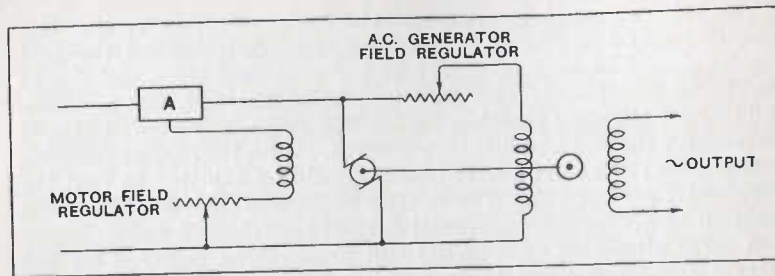 A.C. GENERATOR
FIELD REGULATOR
A
MOTOR FIELD
REGULATOR
~OUTPUT